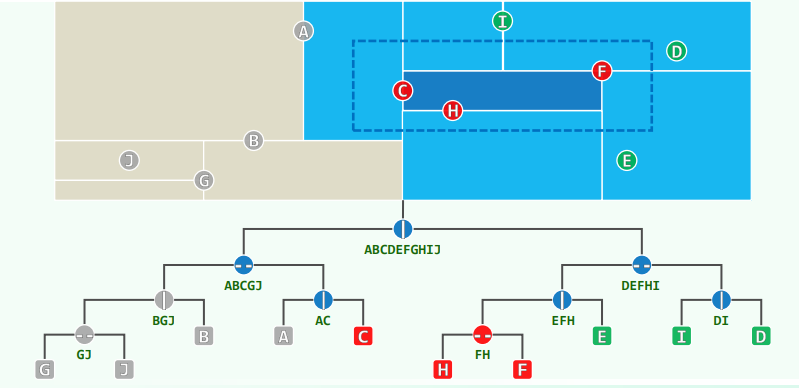 I
A
D
F
C
H
B
J
E
G
ABCDEFGHIJ
ABCGJ DEFHI
BGJ B A AC C EFH E I DI D
GJ FH
G J H F